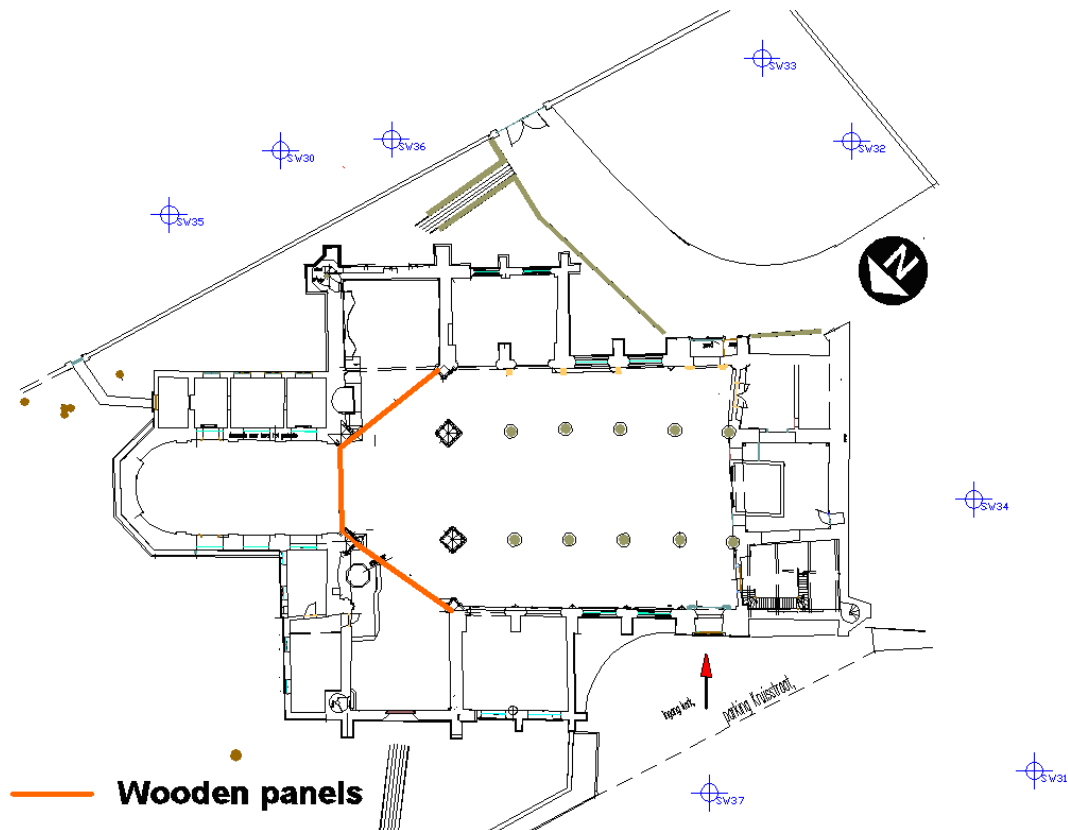 SW33
SW36
SW32
SW30
SW35
N
SW34
Ingang kerk,
parking Kruisstraat,
SW31
Wooden panels
SW37